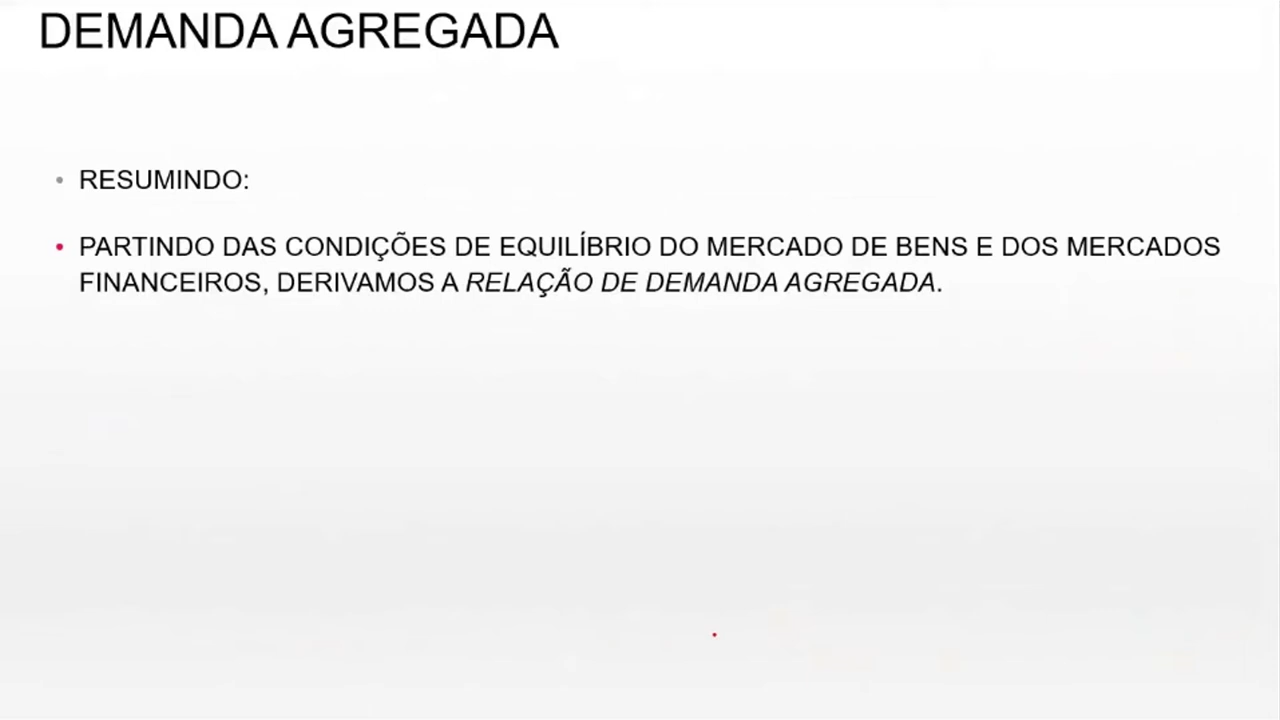 DEMANDA AGREGADA
• RESUMINDO:
• PARTINDO DAS CONDIÇÕES DE EQUILÍBRIO DO MERCADO DE BENS E DOS MERCADOS
FINANCEIROS, DERIVAMOS A RELAÇÃO DE DEMANDA AGREGADA.